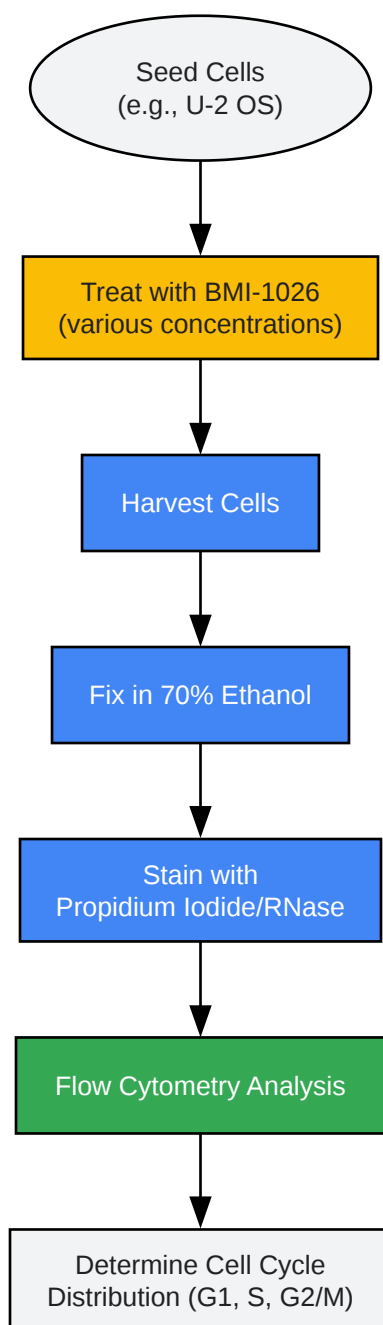 Seed Cells
(e.g., U-2 OS)
Treat with BMI-1026
(various concentrations)
Harvest Cells
Fix in 70% Ethanol
Stain with
Propidium Iodide/RNase
Flow Cytometry Analysis
Determine Cell Cycle
Distribution (G1, S, G2/M)